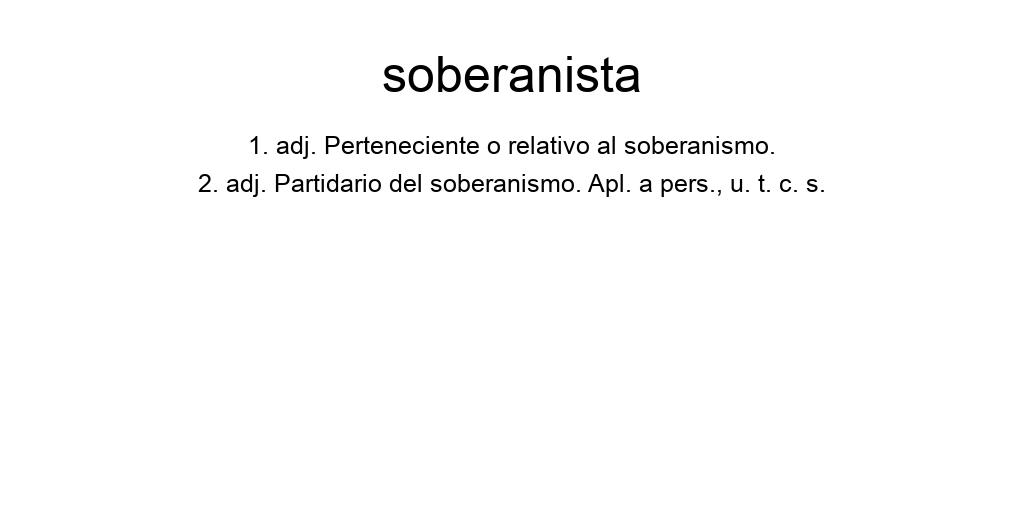 soberanista
1. adj. Perteneciente o relativo al soberanismo.
2. adj. Partidario del soberanismo. Apl. a pers., u. t. c. s.